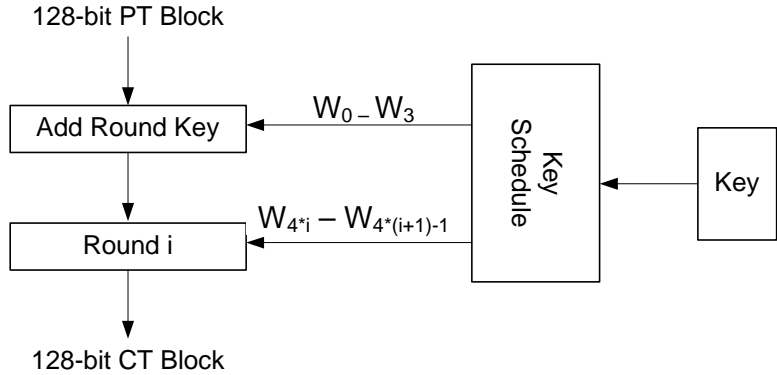 128-bit PT Block
Add Round Key
W0 – W3
Key
Schedule
Key
W4*i – W4*(i+1)-1
Round i
128-bit CT Block